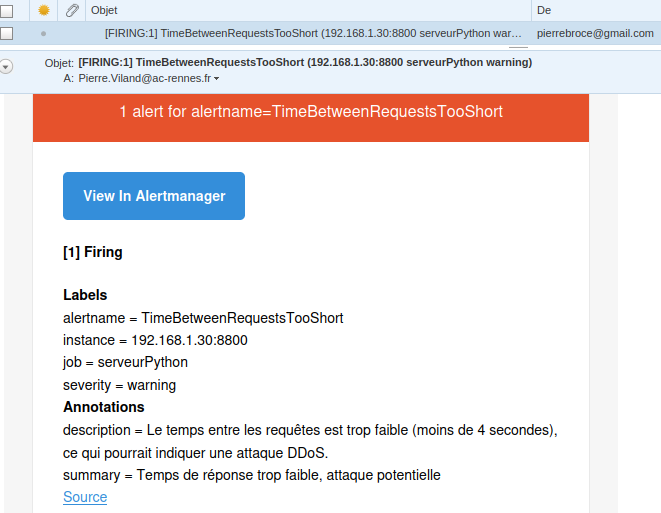 Objet De
[FIRING:1] TimeBetweenRequestsTooShort (192.168.1.30:8800 serveurPython war... pierrebroce@gmail.com
Objet: [FIRING:1] TimeBetweenRequestsTooShort (192.168.1.30:8800 serveurPython warning)
A: Pierre.Viland@ac-rennes.fr
1 alert for alertname=TimeBetweenRequestsTooShort
View In Alertmanager
[1] Firing
Labels
alertname = TimeBetweenRequestsTooShort
instance = 192.168.1.30:8800
job = serveurPython
severity = warning
Annotations
description = Le temps entre les requêtes est trop faible (moins de 4 secondes),
ce qui pourrait indiquer une attaque DDoS.
summary = Temps de réponse trop faible, attaque potentielle
Source